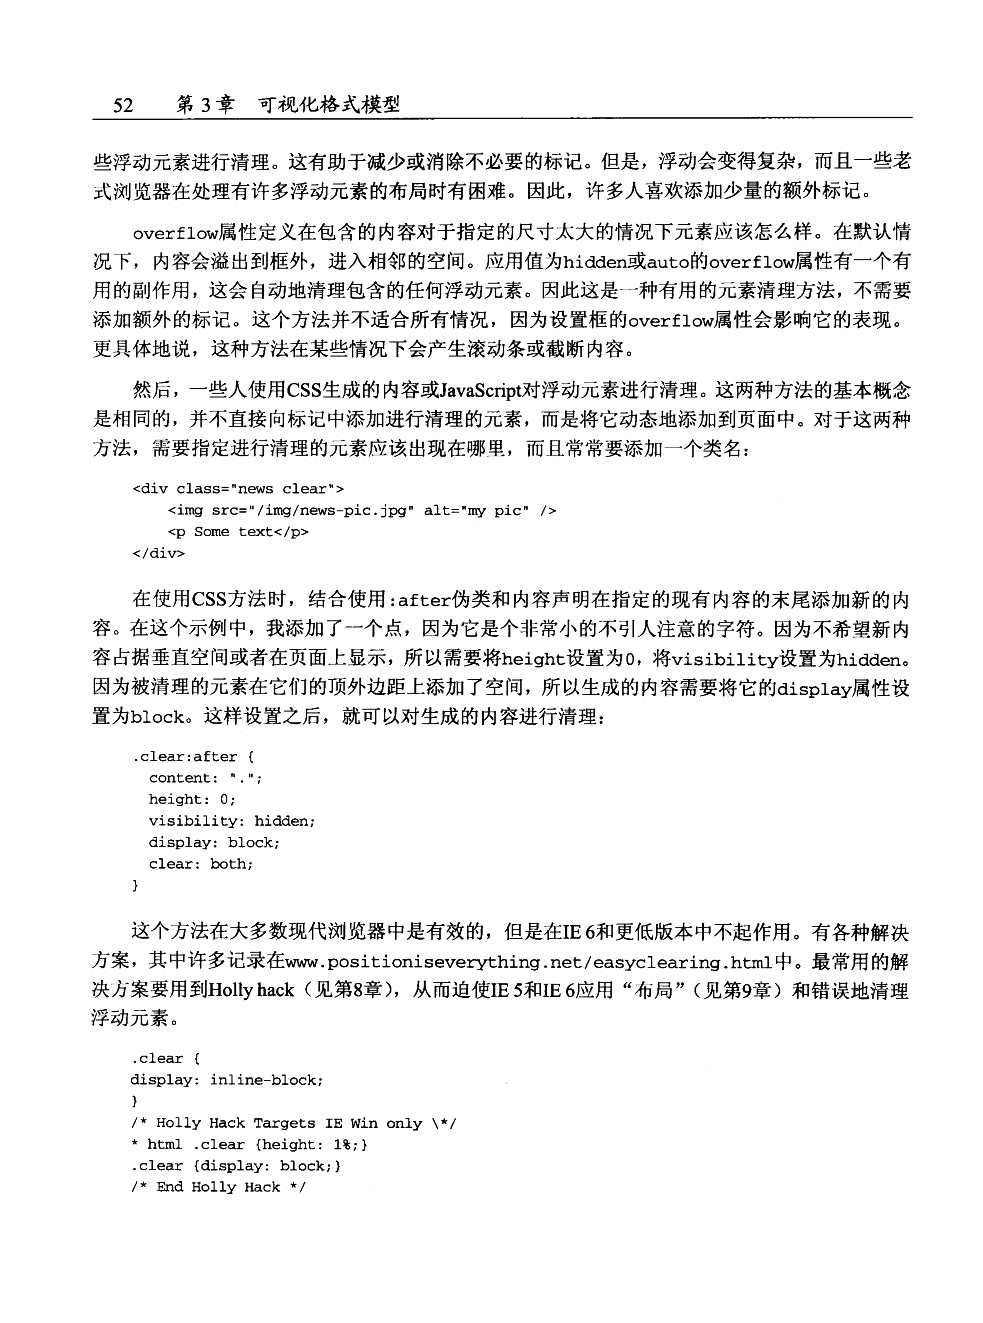 52 第 3 章 可视化格式模型
些浮动元素进行清理。这有助于减少或消除不必要的标记。但是，浮动会变得复杂，而且一些老
式浏览器在处理有许多浮动元素的布局时有困难。因此，许多人喜欢添加少量的额外标记。
overflow属性定义在包含的内容对于指定的尺寸太大的情况下元素应该怎么样。在默认情
况下，内容会溢出到框外，进入相邻的空间。应用值为hidden或auto的overflow属性有一个有
用的副作用，这会自动地清理包含的任何浮动元素。因此这是一种有用的元素清理方法，不需要
添加额外的标记。这个方法并不适合所有情况，因为设置框的overflow属性会影响它的表现。
更具体地说，这种方法在某些情况下会产生滚动条或截断内容。
然后，一些人使用CSS生成的内容或JavaScript对浮动元素进行清理。这两种方法的基本概念
是相同的，并不直接向标记中添加进行清理的元素，而是将它动态地添加到页面中。对于这两种
方法，需要指定进行清理的元素应该出现在哪里，而且常常要添加一个类名：
<div class="news clear">
<img src="/img/news-pic.jpg" alt="my pic" />
<p Some text</p>
</div>
在使用CSS方法时，结合使用:after伪类和内容声明在指定的现有内容的末尾添加新的内
容。在这个示例中，我添加了一个点，因为它是个非常小的不引人注意的字符。因为不希望新内
容占据垂直空间或者在页面上显示，所以需要将height设置为0，将visibility设置为hidden。
因为被清理的元素在它们的顶外边距上添加了空间，所以生成的内容需要将它的display属性设
置为block。这样设置之后，就可以对生成的内容进行清理：
.clear:after {
content: ".";
height: 0;
visibility: hidden;
display: block;
clear: both;
}
这个方法在大多数现代浏览器中是有效的，但是在IE 6和更低版本中不起作用。有各种解决
方案，其中许多记录在www.positioniseverything.net/easyclearing.html中。最常用的解
决方案要用到Holly hack（见第8章），从而迫使IE 5和IE 6应用“布局”（见第9章）和错误地清理
浮动元素。
.clear {
display: inline-block;
}
/* Holly Hack Targets IE Win only \*/
* html .clear {height: 1%;}
.clear {display: block;}
/* End Holly Hack */